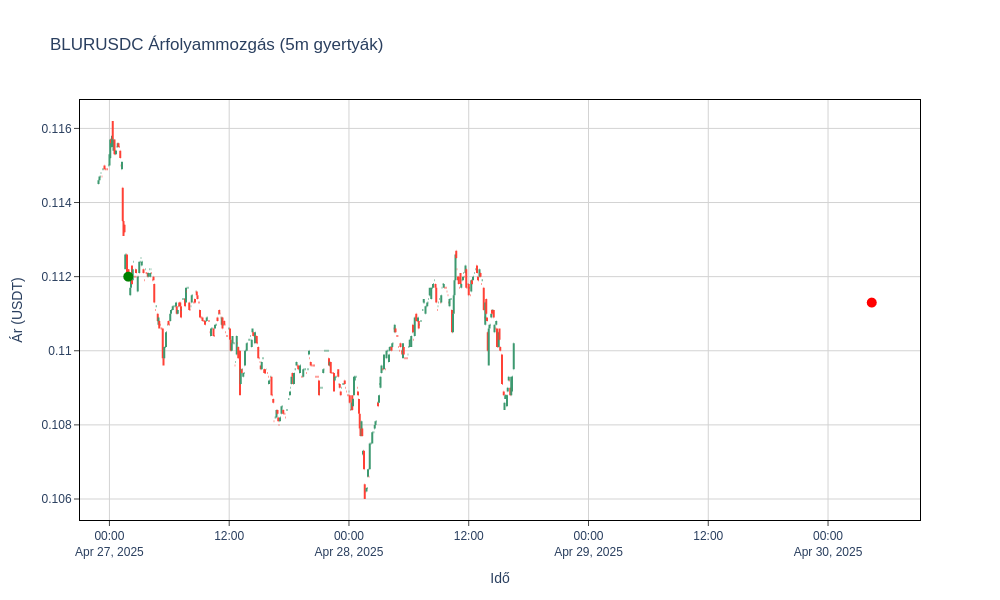 BLURUSDC Árfolyammozgás (5m gyertyák)
Ár (USDT)
0.116
0.114
0.112
0.11
0.108
0.106
00:00 12:00 00:00 12:00 00:00 12:00 00:00
Apr 27, 2025 Apr 28, 2025 Apr 29, 2025 Apr 30, 2025
Idő